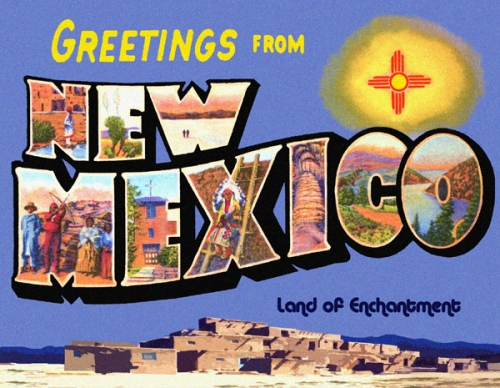 GREETINGS FROM
NEW
MEXICO
Land of Enchantment